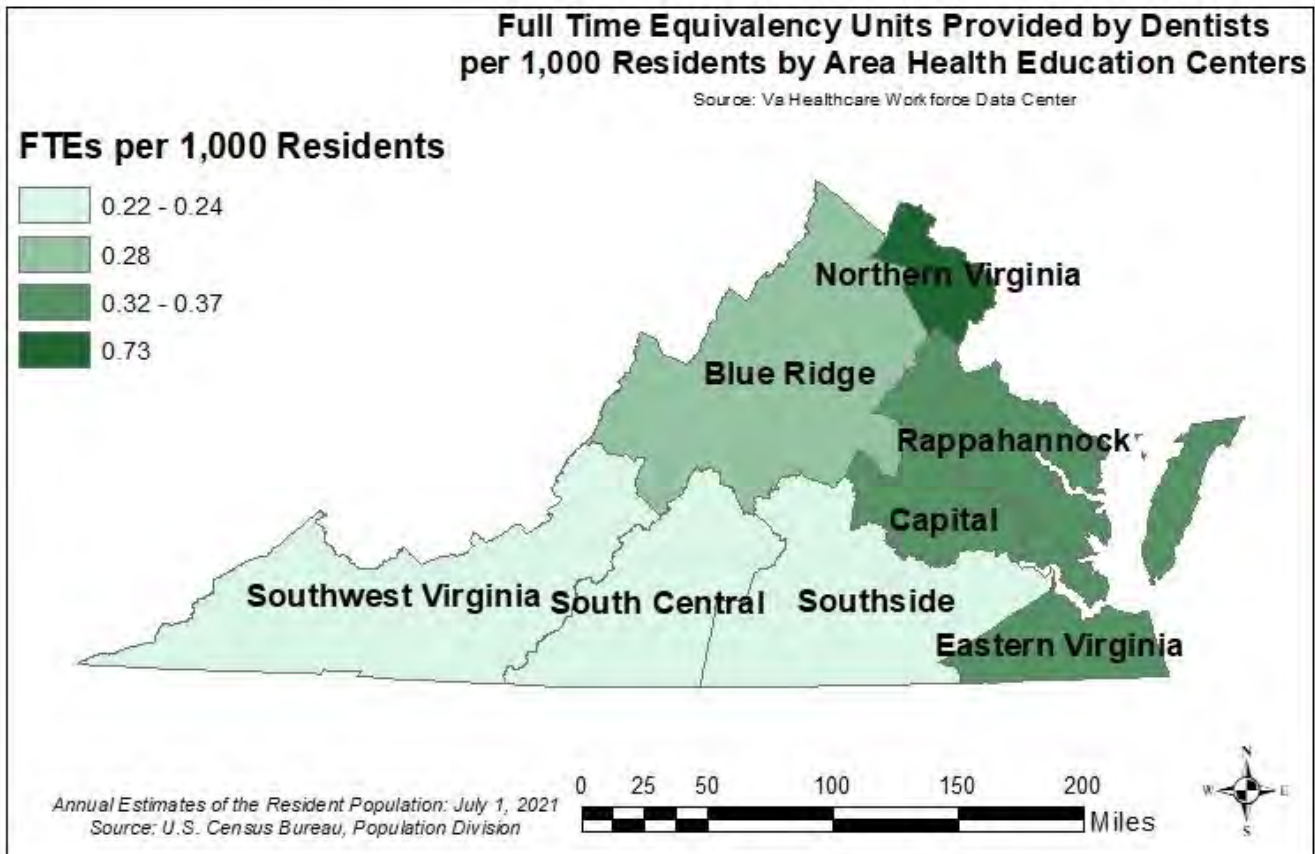 Full Time Equivalency Units Provided by Dentists
per 1,000 Residents by Area Health Education Centers
Source: Va Healthcare Workforce Data Center
FTEs per 1,000 Residents
0.22 - 0.24
0.28
0.32 - 0.37
0.73
Northern Virginia
Blue Ridge
Rappahannock
Capital
Southwest Virginia
South Central
Southside
Eastern Virginia
Annual Estimates of the Resident Population: July 1, 2021
Source: U.S. Census Bureau, Population Division
0 25 50 100 150 200
Miles
N
W E
S